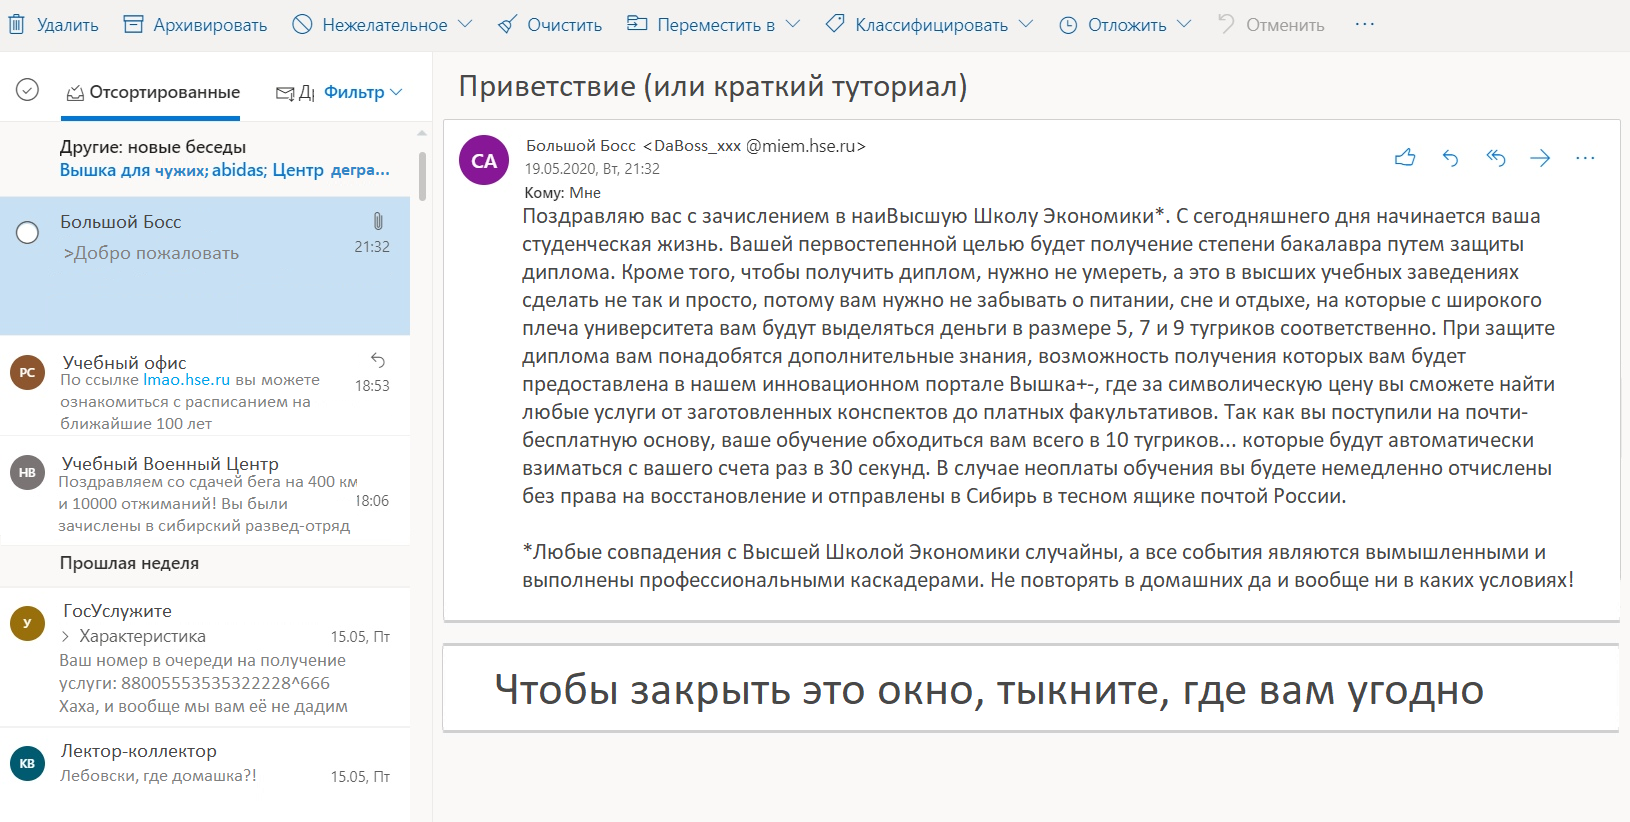 Удалить Архивировать Нежелательное Очистить Переместить в Классифицировать Отложить Отменить ...
Отсортированные Др Фильтр
Другие: новые беседы
Вышка для чужих; abidas; Центр дегра...
Большой Босс
>Добро пожаловать 21:32
РС Учебный офис
По ссылке lmao.hse.ru вы можете 18:53
ознакомиться с расписанием на
ближайшие 100 лет
НВ Учебный Военный Центр
Поздравляем со сдачей бега на 400 км
и 10000 отжиманий! Вы были 18:06
зачислены в сибирский развед-отряд
Прошлая неделя
У ГосУслужите
> Характеристика 15.05, Пт
Ваш номер в очереди на получение
услуги: 88005553535322228^666
Хаха, и вообще мы вам её не дадим
КВ Лектор-коллектор
Лебовски, где домашка?! 15.05, Пт
Приветствие (или краткий туториал)
СА Большой Босс <DaBoss_xxx @miem.hse.ru>
19.05.2020, Вт, 21:32
Кому: Мне
Поздравляю вас с зачислением в наиВысшую Школу Экономики*. С сегодняшнего дня начинается ваша
студенческая жизнь. Вашей первостепенной целью будет получение степени бакалавра путем защиты
диплома. Кроме того, чтобы получить диплом, нужно не умереть, а это в высших учебных заведениях
сделать не так и просто, потому вам нужно не забывать о питании, сне и отдыхе, на которые с широкого
плеча университета вам будут выделяться деньги в размере 5, 7 и 9 тугриков соответственно. При защите
диплома вам понадобятся дополнительные знания, возможность получения которых вам будет
предоставлена в нашем инновационном портале Вышка+-, где за символическую цену вы сможете найти
любые услуги от заготовленных конспектов до платных факультативов. Так как вы поступили на почти-
бесплатную основу, ваше обучение обходиться вам всего в 10 тугриков... которые будут автоматически
взиматься с вашего счета раз в 30 секунд. В случае неоплаты обучения вы будете немедленно отчислены
без права на восстановление и отправлены в Сибирь в тесном ящике почтой России.
*Любые совпадения с Высшей Школой Экономики случайны, а все события являются вымышленными и
выполнены профессиональными каскадерами. Не повторять в домашних да и вообще ни в каких условиях!
Чтобы закрыть это окно, тыкните, где вам угодно